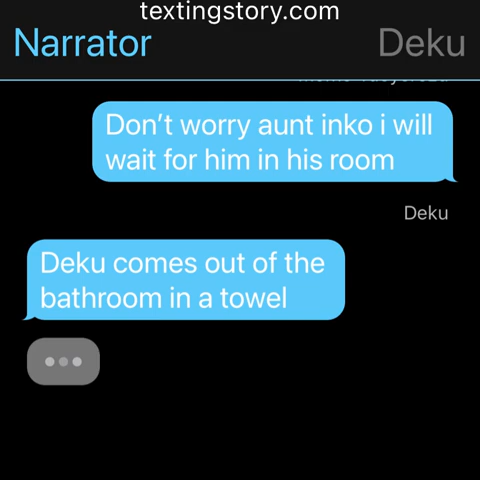 textingstory.com
Narrator Deku
Don't worry aunt inko i will
wait for him in his room
Deku
Deku comes out of the
bathroom in a towel